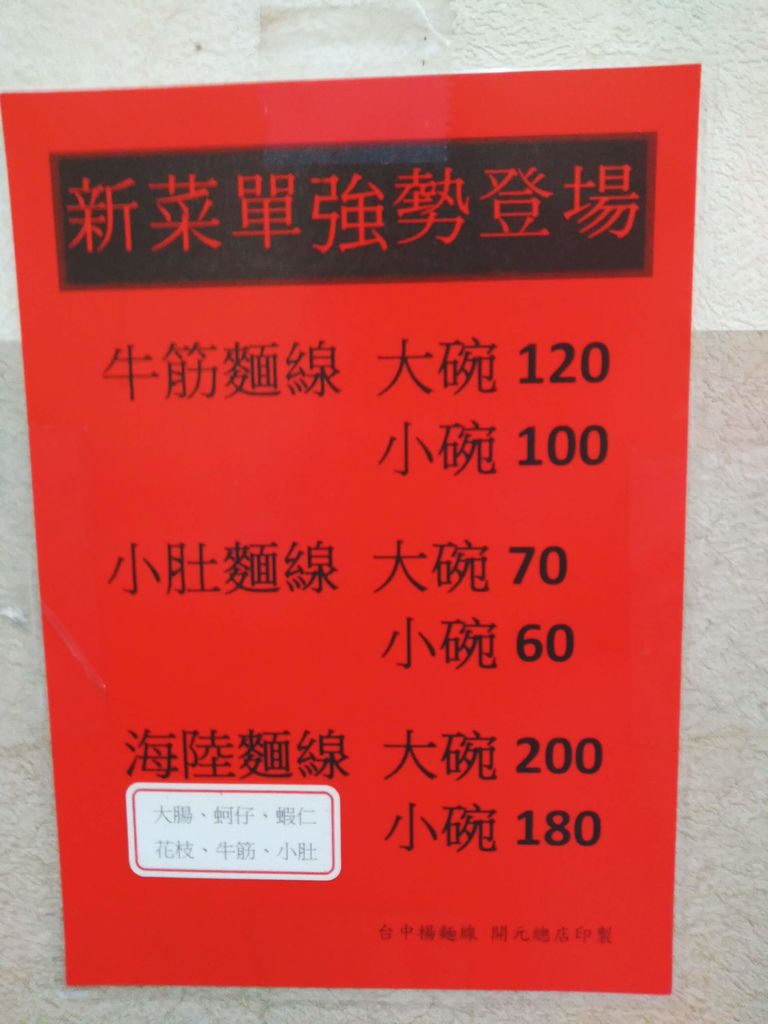 新菜單強勢登場
牛筋麵線 大碗 120
小碗 100
小肚麵線 大碗 70
小碗 60
海陸麵線 大碗 200
小碗 180
大腸、蚵仔、蝦仁
花枝、牛筋、小肚
台中楊麵線 開元總店印製